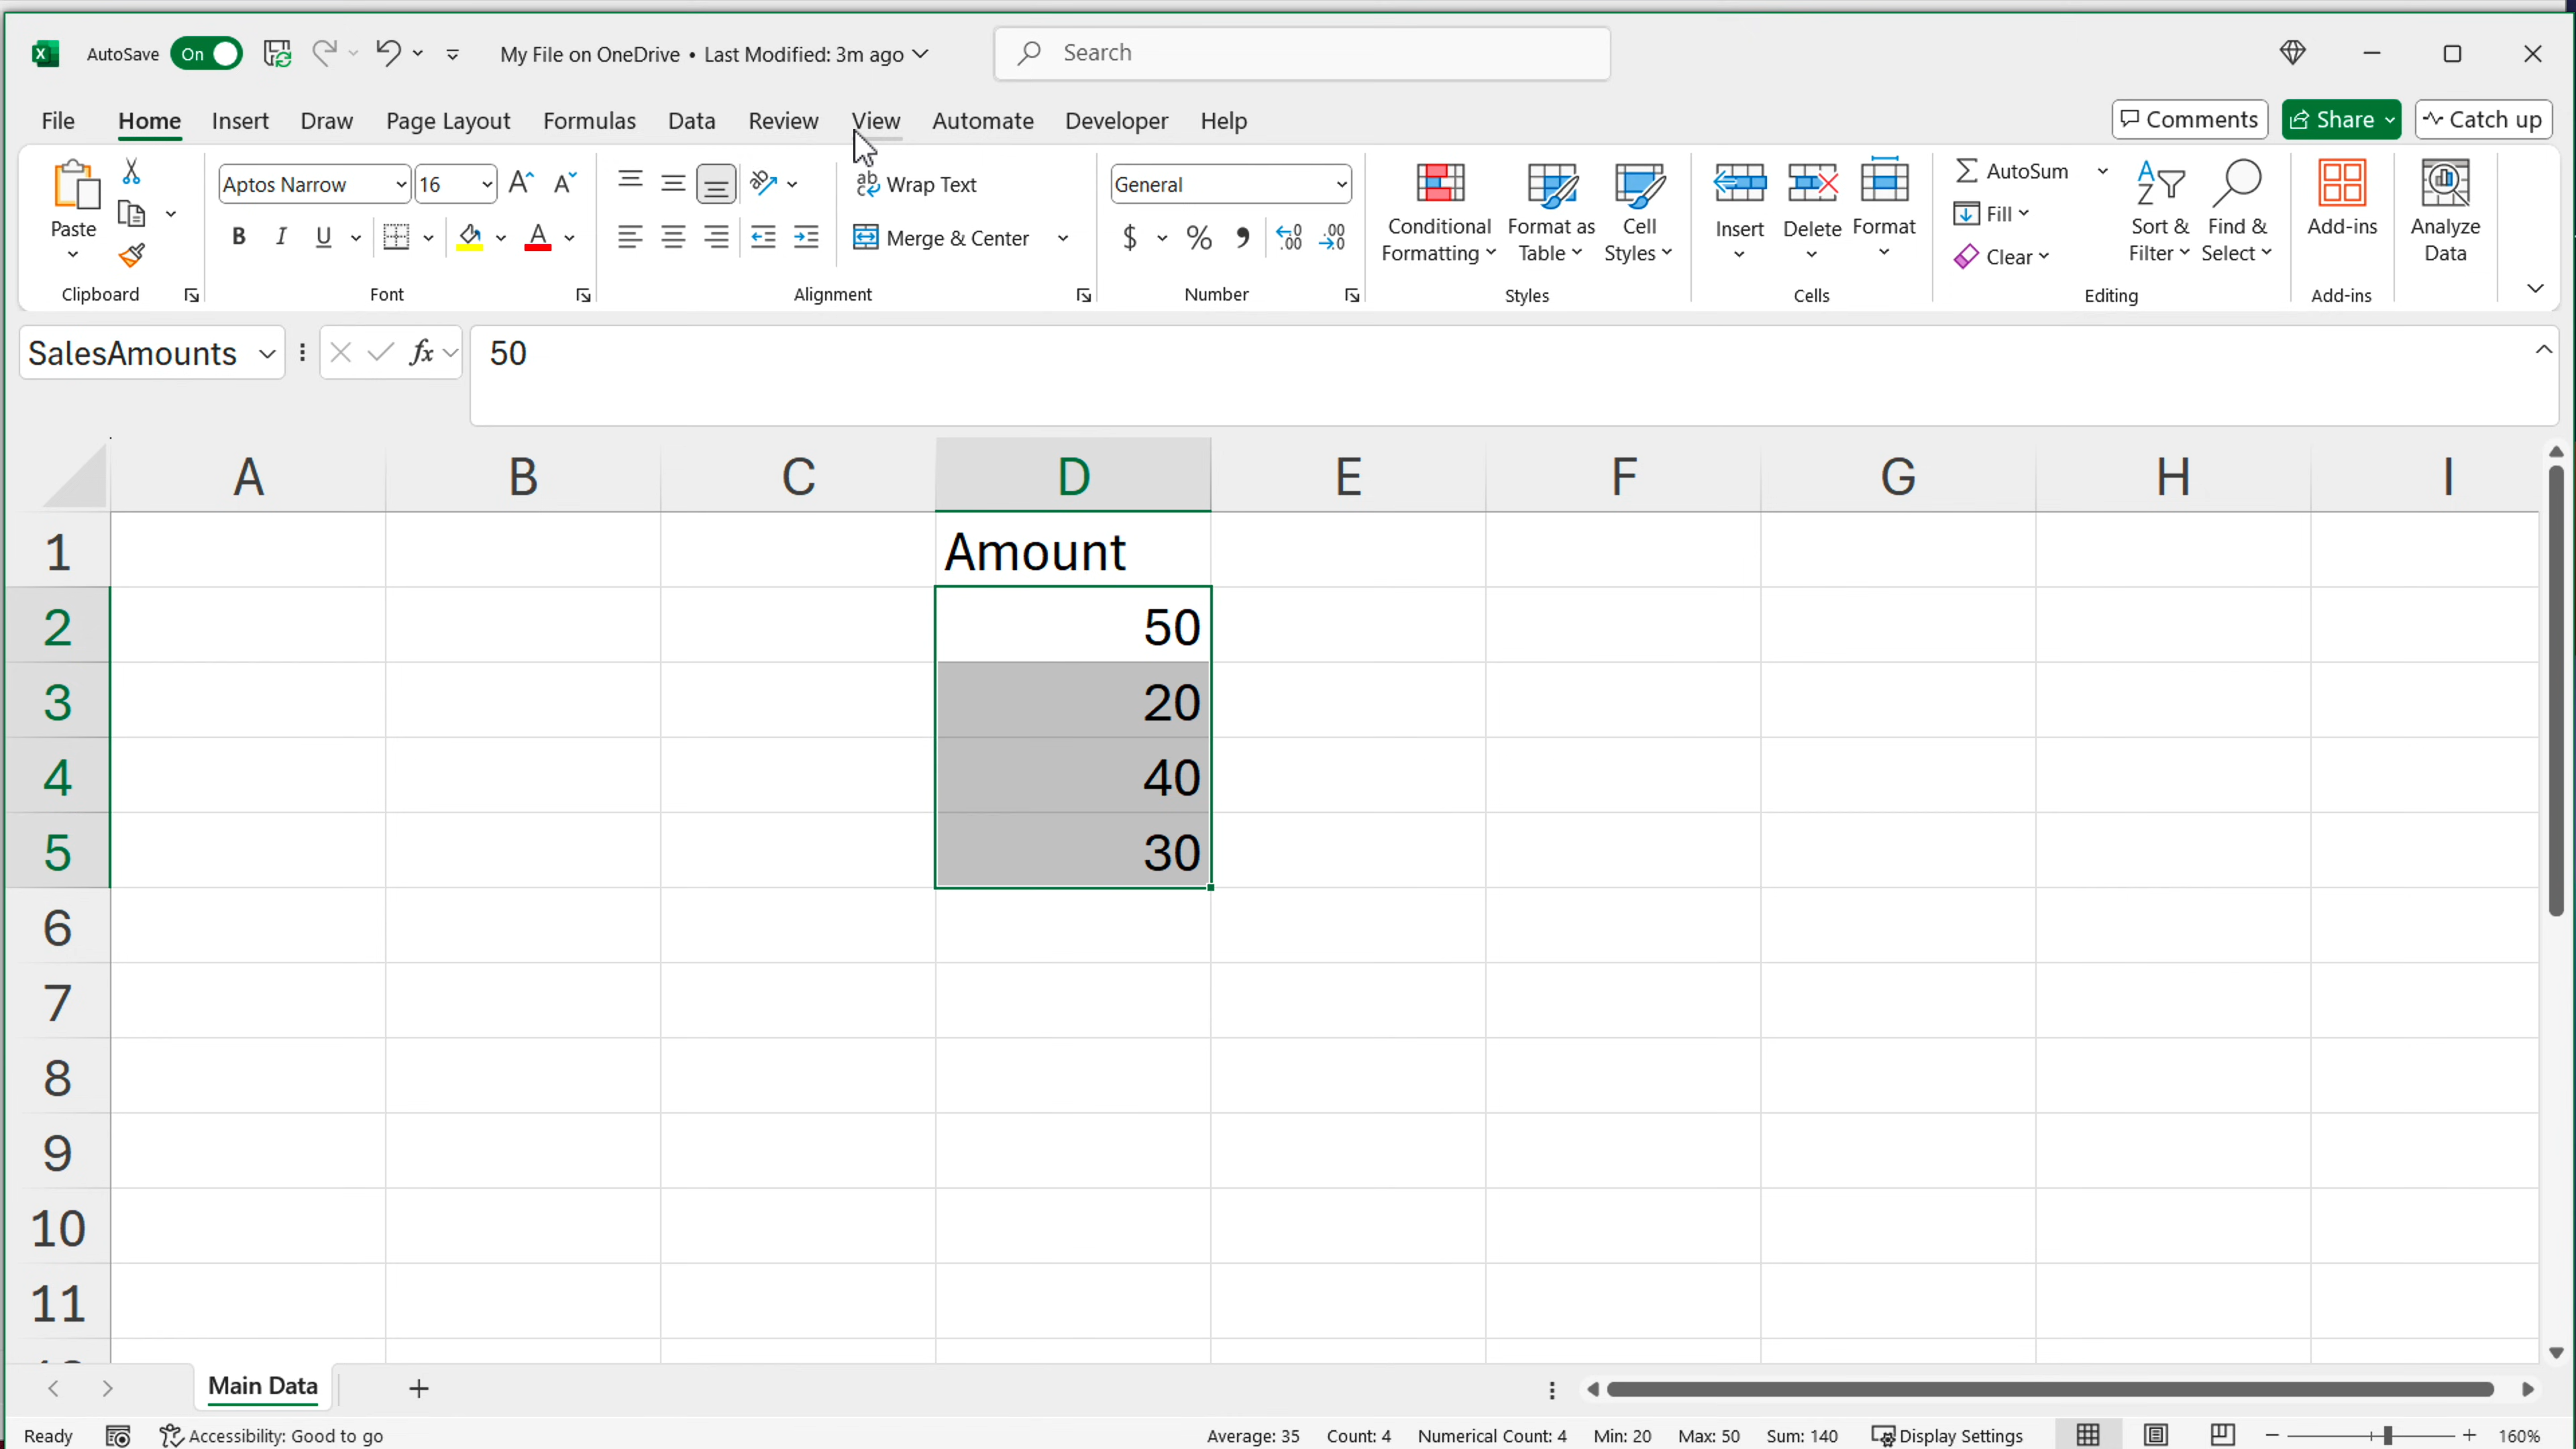 AutoSave On My File on OneDrive • Last Modified: 3m ago Search
File Home Insert Draw Page Layout Formulas Data Review View Automate Developer Help Comments Share Catch up
Aptos Narrow 16 Wrap Text General AutoSum
Paste Conditional Format as Cell Insert Delete Format Fill Sort & Find & Add-ins Analyze
B I U A Merge & Center $ % Formatting Table Styles Clear Filter Select Data
Clipboard Font Alignment Number Styles Cells Editing Add-ins
SalesAmounts fx 50
A B C D E F G H I
1 Amount
2 50
3 20
4 40
5 30
6
7
8
9
10
11
Main Data
Ready Accessibility: Good to go Average: 35 Count: 4 Numerical Count: 4 Min: 20 Max: 50 Sum: 140 Display Settings 160%